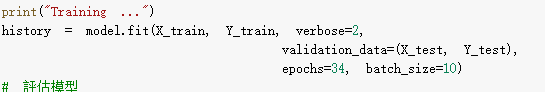 print("Training ...")
history = model.fit(X_train, Y_train, verbose=2,
validation_data=(X_test, Y_test),
epochs=34, batch_size=10)
# 評估模型